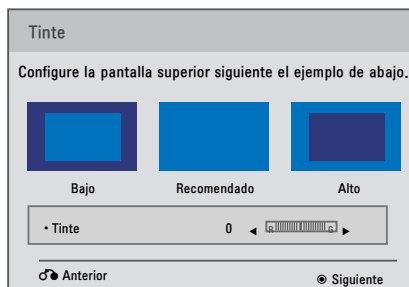 Tinte
Configure la pantalla superior siguiente el ejemplo de abajo.
Bajo Recomendado Alto
• Tinte 0 ◄ R G ►
Anterior ◉ Siguiente